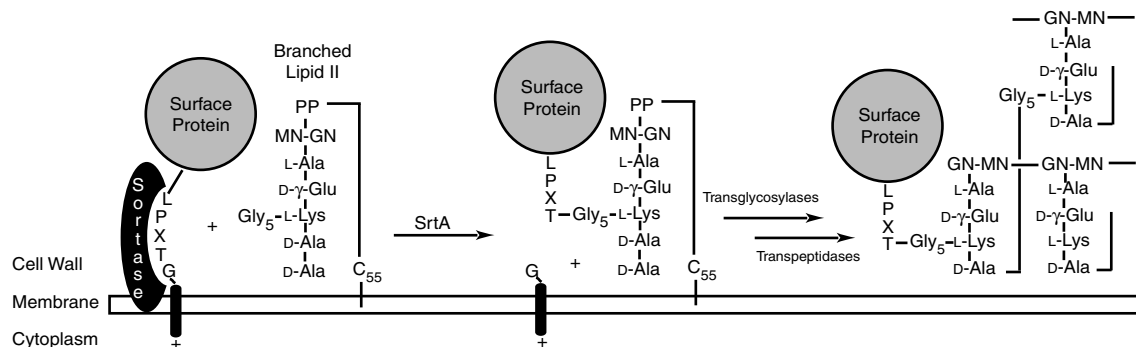 Surface
Protein
Sortase
L
P
X
T
G
+
+
Branched
Lipid II
PP
MN-GN
L-Ala
D-γ-Glu
Gly5-L-Lys
D-Ala
D-Ala
C55
SrtA
Surface
Protein
L
P
X
T-Gly5-L-Lys
PP
MN-GN
L-Ala
D-γ-Glu
D-Ala
D-Ala
C55
G
+
+
Transglycosylases
Transpeptidases
Surface
Protein
L
P
X
T-Gly5-L-Lys
GN-MN
L-Ala
D-γ-Glu
D-Ala
GN-MN
L-Ala
D-γ-Glu
Gly5-L-Lys
D-Ala
GN-MN
L-Ala
D-γ-Glu
L-Lys
D-Ala
Cell Wall
Membrane
Cytoplasm